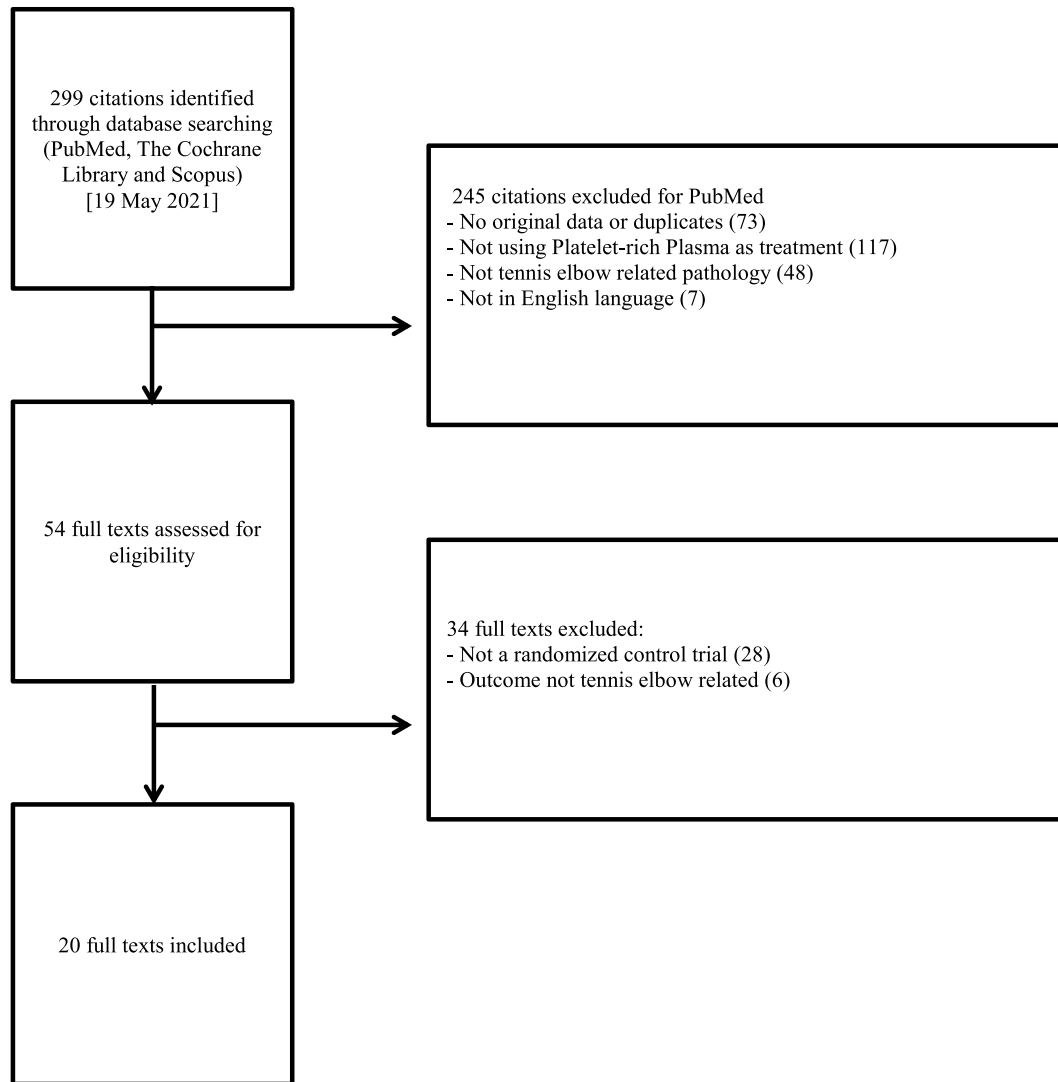 299 citations identified
through database searching
(PubMed, The Cochrane
Library and Scopus)
[19 May 2021]
245 citations excluded for PubMed
- No original data or duplicates (73)
- Not using Platelet-rich Plasma as treatment (117)
- Not tennis elbow related pathology (48)
- Not in English language (7)
54 full texts assessed for
eligibility
34 full texts excluded:
- Not a randomized control trial (28)
- Outcome not tennis elbow related (6)
20 full texts included